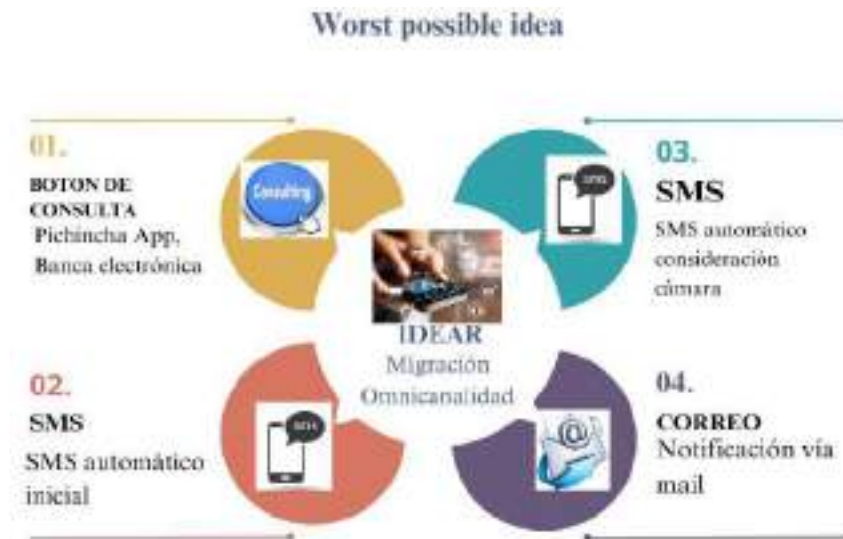 Worst possible idea
01.
BOTON DE
CONSULTA
Pichincha App,
Banca electrónica
Consulting
02.
SMS
SMS automático
inicial
IDEAR
Migración
Omnicanalidad
03.
SMS
SMS automático
consideración
cámara
SMS
04.
CORREO
Notificación vía
mail
@